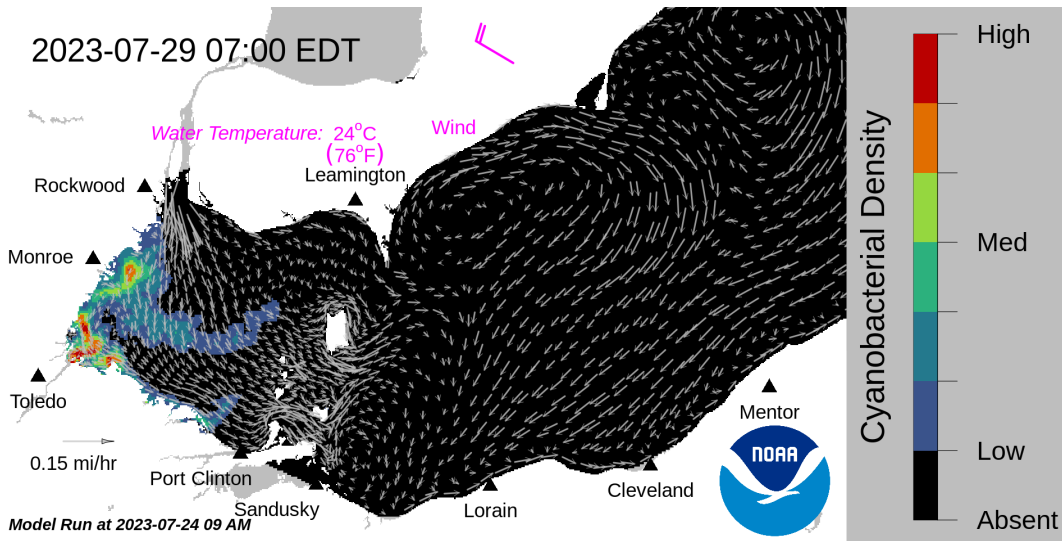 2023-07-29 07:00 EDT
High
Water Temperature: 24°C
(76°F)
Wind
Leamington
Rockwood
Monroe
Med
Cyanobacterial Density
Toledo
Mentor
NOAA
0.15 mi/hr
Port Clinton
Sandusky
Lorain
Cleveland
Low
Absent
Model Run at 2023-07-24 09 AM